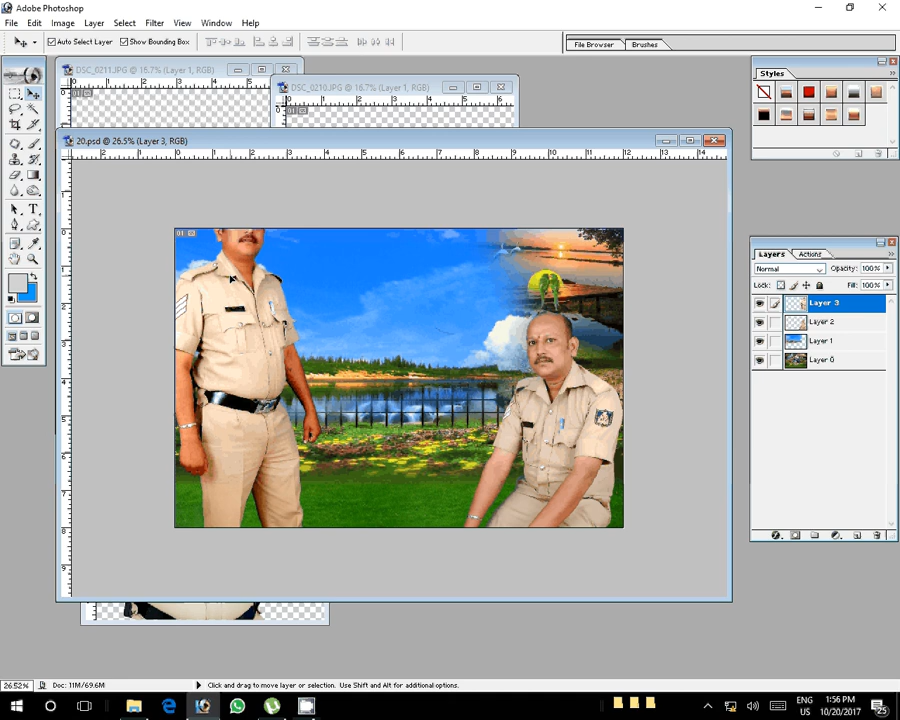 Adobe Photoshop
File Edit Image Layer Select Filter View Window Help
Auto Select Layer Show Bounding Box
File Browser Brushes
DSC_0211.JPG @ 16.7% (Layer 1, RGB)
DSC_0210.JPG @ 16.7% (Layer 1, RGB)
20.psd @ 26.5% (Layer 3, RGB)
Styles
Layers Actions
Normal Opacity: 100%
Lock: Fill: 100%
Layer 3
Layer 2
Layer 1
Layer 0
26.52% Doc: 11M/69.6M Click and drag to move layer or selection. Use Shift and Alt for additional options.
ENG 1:56 PM
US 10/20/2017 25